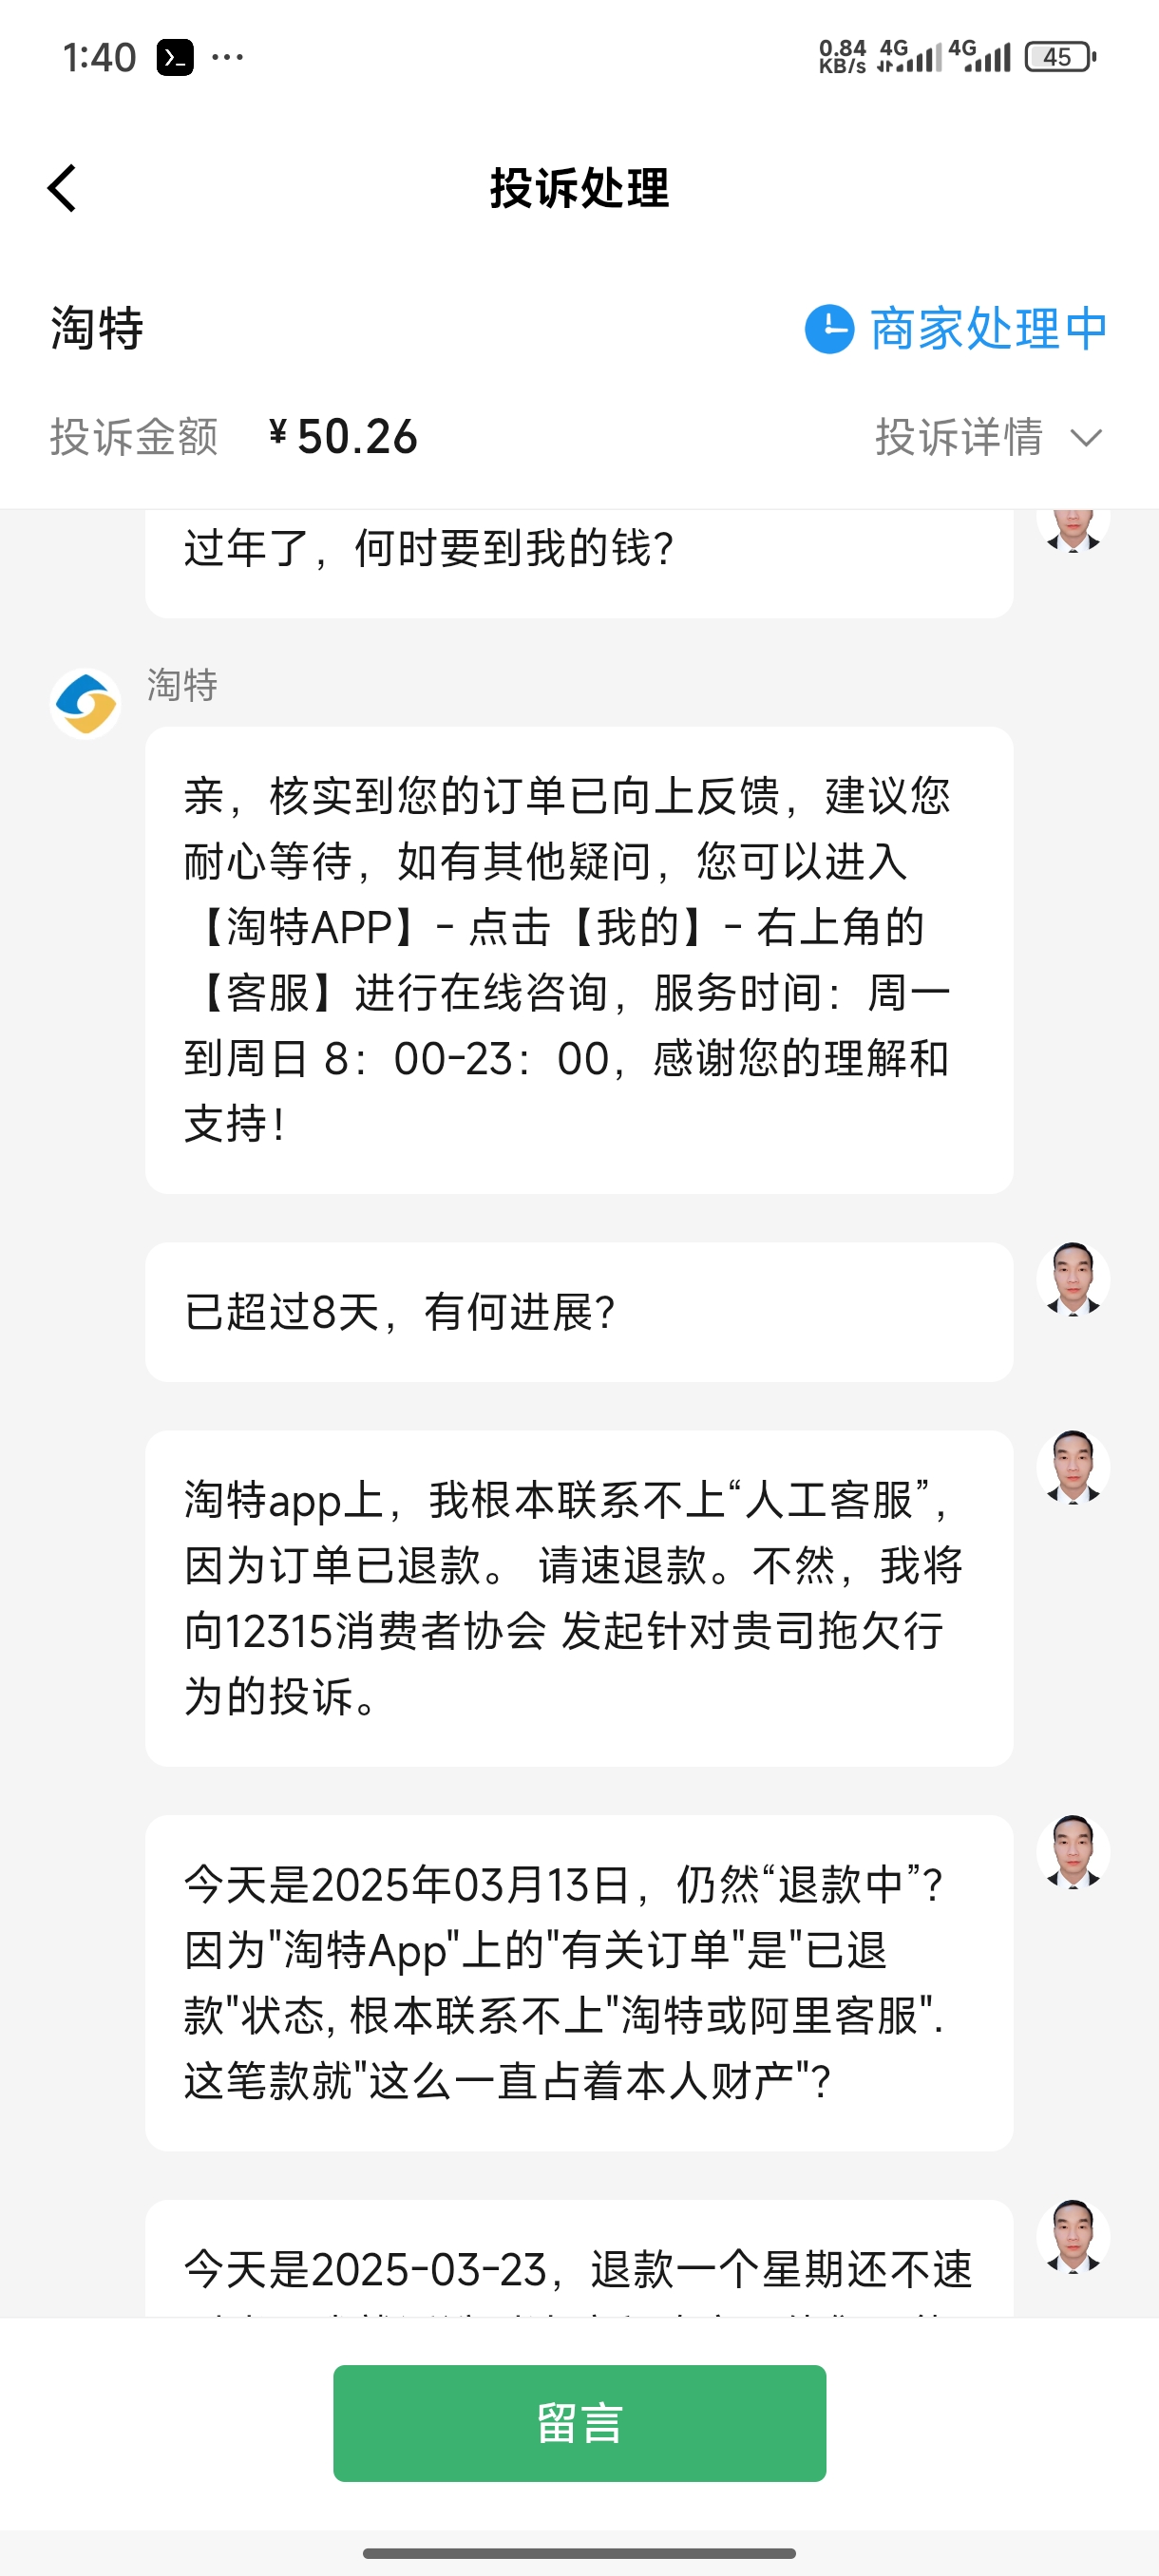 1:40
0.84 KB/s 4G 4G 45
投诉处理
淘特
商家处理中
投诉金额 ¥50.26
投诉详情
过年了，何时要到我的钱？
淘特
亲，核实到您的订单已向上反馈，建议您
耐心等待，如有其他疑问，您可以进入
【淘特APP】- 点击【我的】- 右上角的
【客服】进行在线咨询，服务时间：周一
到周日 8：00-23：00，感谢您的理解和
支持！
已超过8天，有何进展？
淘特app上，我根本联系不上“人工客服”，
因为订单已退款。 请速退款。不然，我将
向12315消费者协会 发起针对贵司拖欠行
为的投诉。
今天是2025年03月13日，仍然“退款中”？
因为"淘特App"上的"有关订单"是"已退
款"状态, 根本联系不上"淘特或阿里客服".
这笔款就"这么一直占着本人财产"？
今天是2025-03-23，退款一个星期还不速
留言